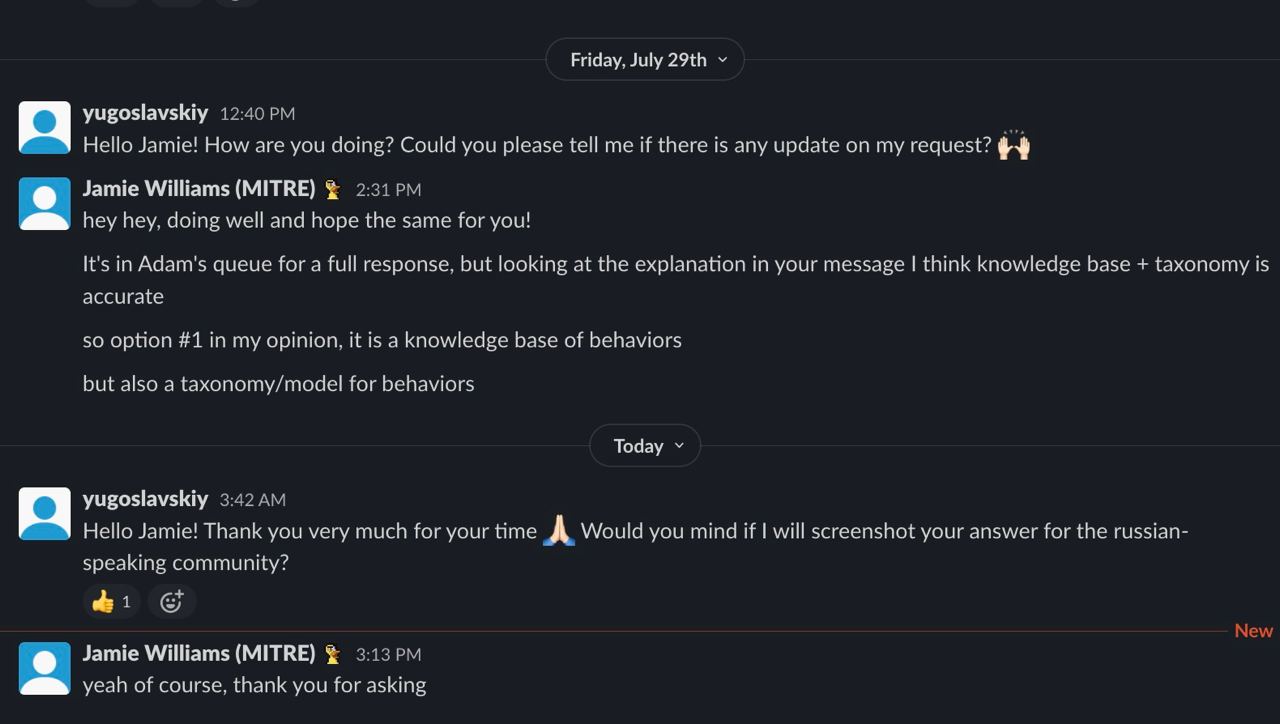 Friday, July 29th
yugoslavskiy 12:40 PM
Hello Jamie! How are you doing? Could you please tell me if there is any update on my request? 🙌🏻
Jamie Williams (MITRE) 2:31 PM
hey hey, doing well and hope the same for you!
It's in Adam's queue for a full response, but looking at the explanation in your message I think knowledge base + taxonomy is
accurate
so option #1 in my opinion, it is a knowledge base of behaviors
but also a taxonomy/model for behaviors
Today
yugoslavskiy 3:42 AM
Hello Jamie! Thank you very much for your time 🙏🏻 Would you mind if I will screenshot your answer for the russian-
speaking community?
👍 1
New
Jamie Williams (MITRE) 3:13 PM
yeah of course, thank you for asking